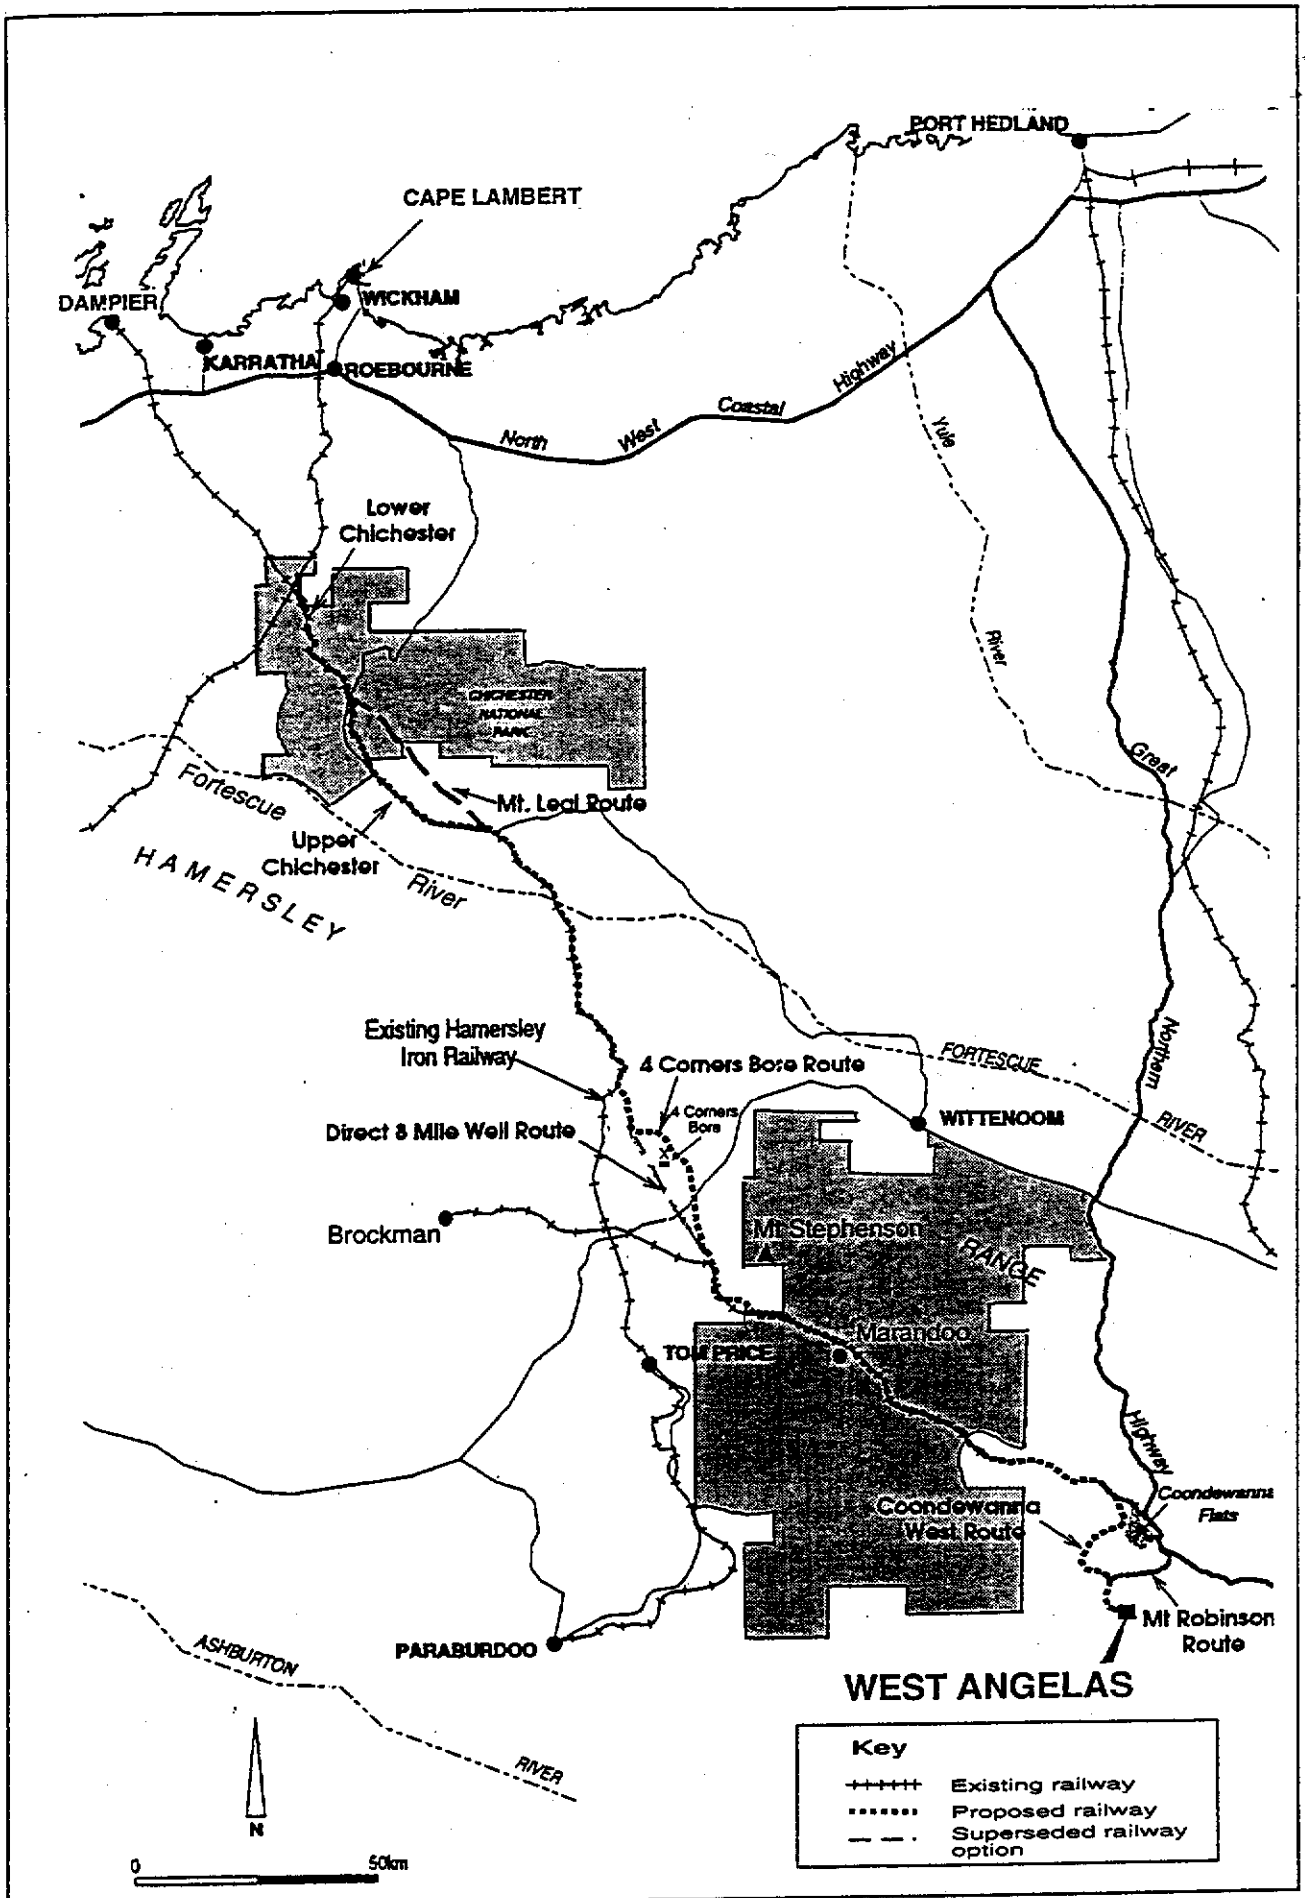 PORT HEDLAND
CAPE LAMBERT
DAMPIER
WICKHAM
KARRATHA
ROEBOURNE
Highway
Coastal
West
North
Yule
River
Lower
Chichester
CHICHESTER
NATIONAL
PARK
Great
Fortescue
River
Mt. Leal Route
Upper
Chichester
HAMERSLEY
Existing Hamersley
Iron Railway
4 Corners Bore Route
4 Corners
Bore
Direct 8 Mile Well Route
FORTESCUE
RIVER
Northern
WITTENOOM
Brockman
Mt Stephenson
RANGE
Marandoo
TOM PRICE
Highway
Coondewanna
Flats
Coondewanna
West Route
Mt Robinson
Route
PARABURDOO
WEST ANGELAS
ASHBURTON
RIVER
N
0 50km
Key
Existing railway
Proposed railway
Superseded railway
option